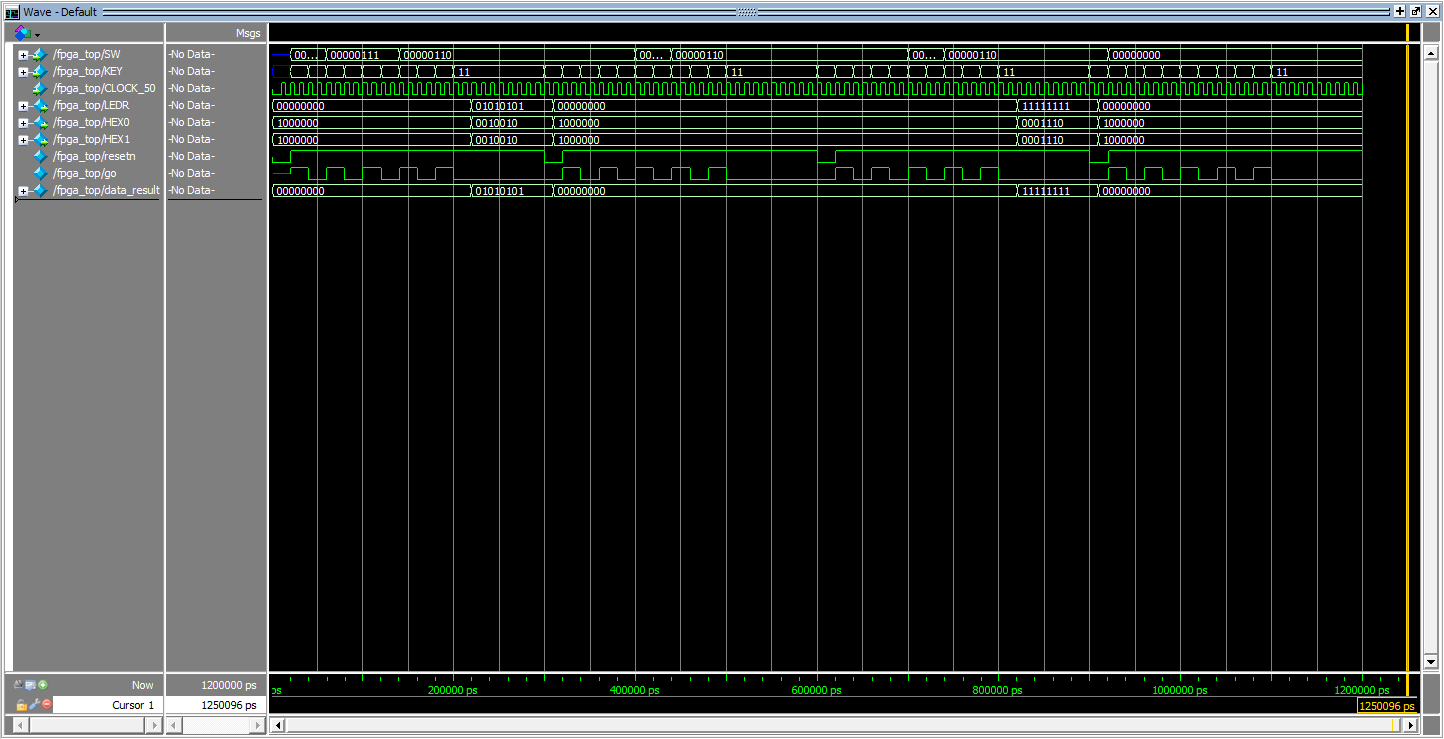 Wave - Default
Msgs
/fpga_top/SW -No Data- 00... 00000111 00000110 00... 00000110 00... 00000110 00000000
/fpga_top/KEY -No Data- 11 11 11 11
/fpga_top/CLOCK_50 -No Data-
/fpga_top/LEDR -No Data- 00000000 01010101 00000000 11111111 00000000
/fpga_top/HEX0 -No Data- 1000000 0010010 1000000 0001110 1000000
/fpga_top/HEX1 -No Data- 1000000 0010010 1000000 0001110 1000000
/fpga_top/resetn -No Data-
/fpga_top/go -No Data-
/fpga_top/data_result -No Data- 00000000 01010101 00000000 11111111 00000000
Now 1200000 ps ps 200000 ps 400000 ps 600000 ps 800000 ps 1000000 ps 1200000 ps
Cursor 1 1250096 ps 1250096 ps